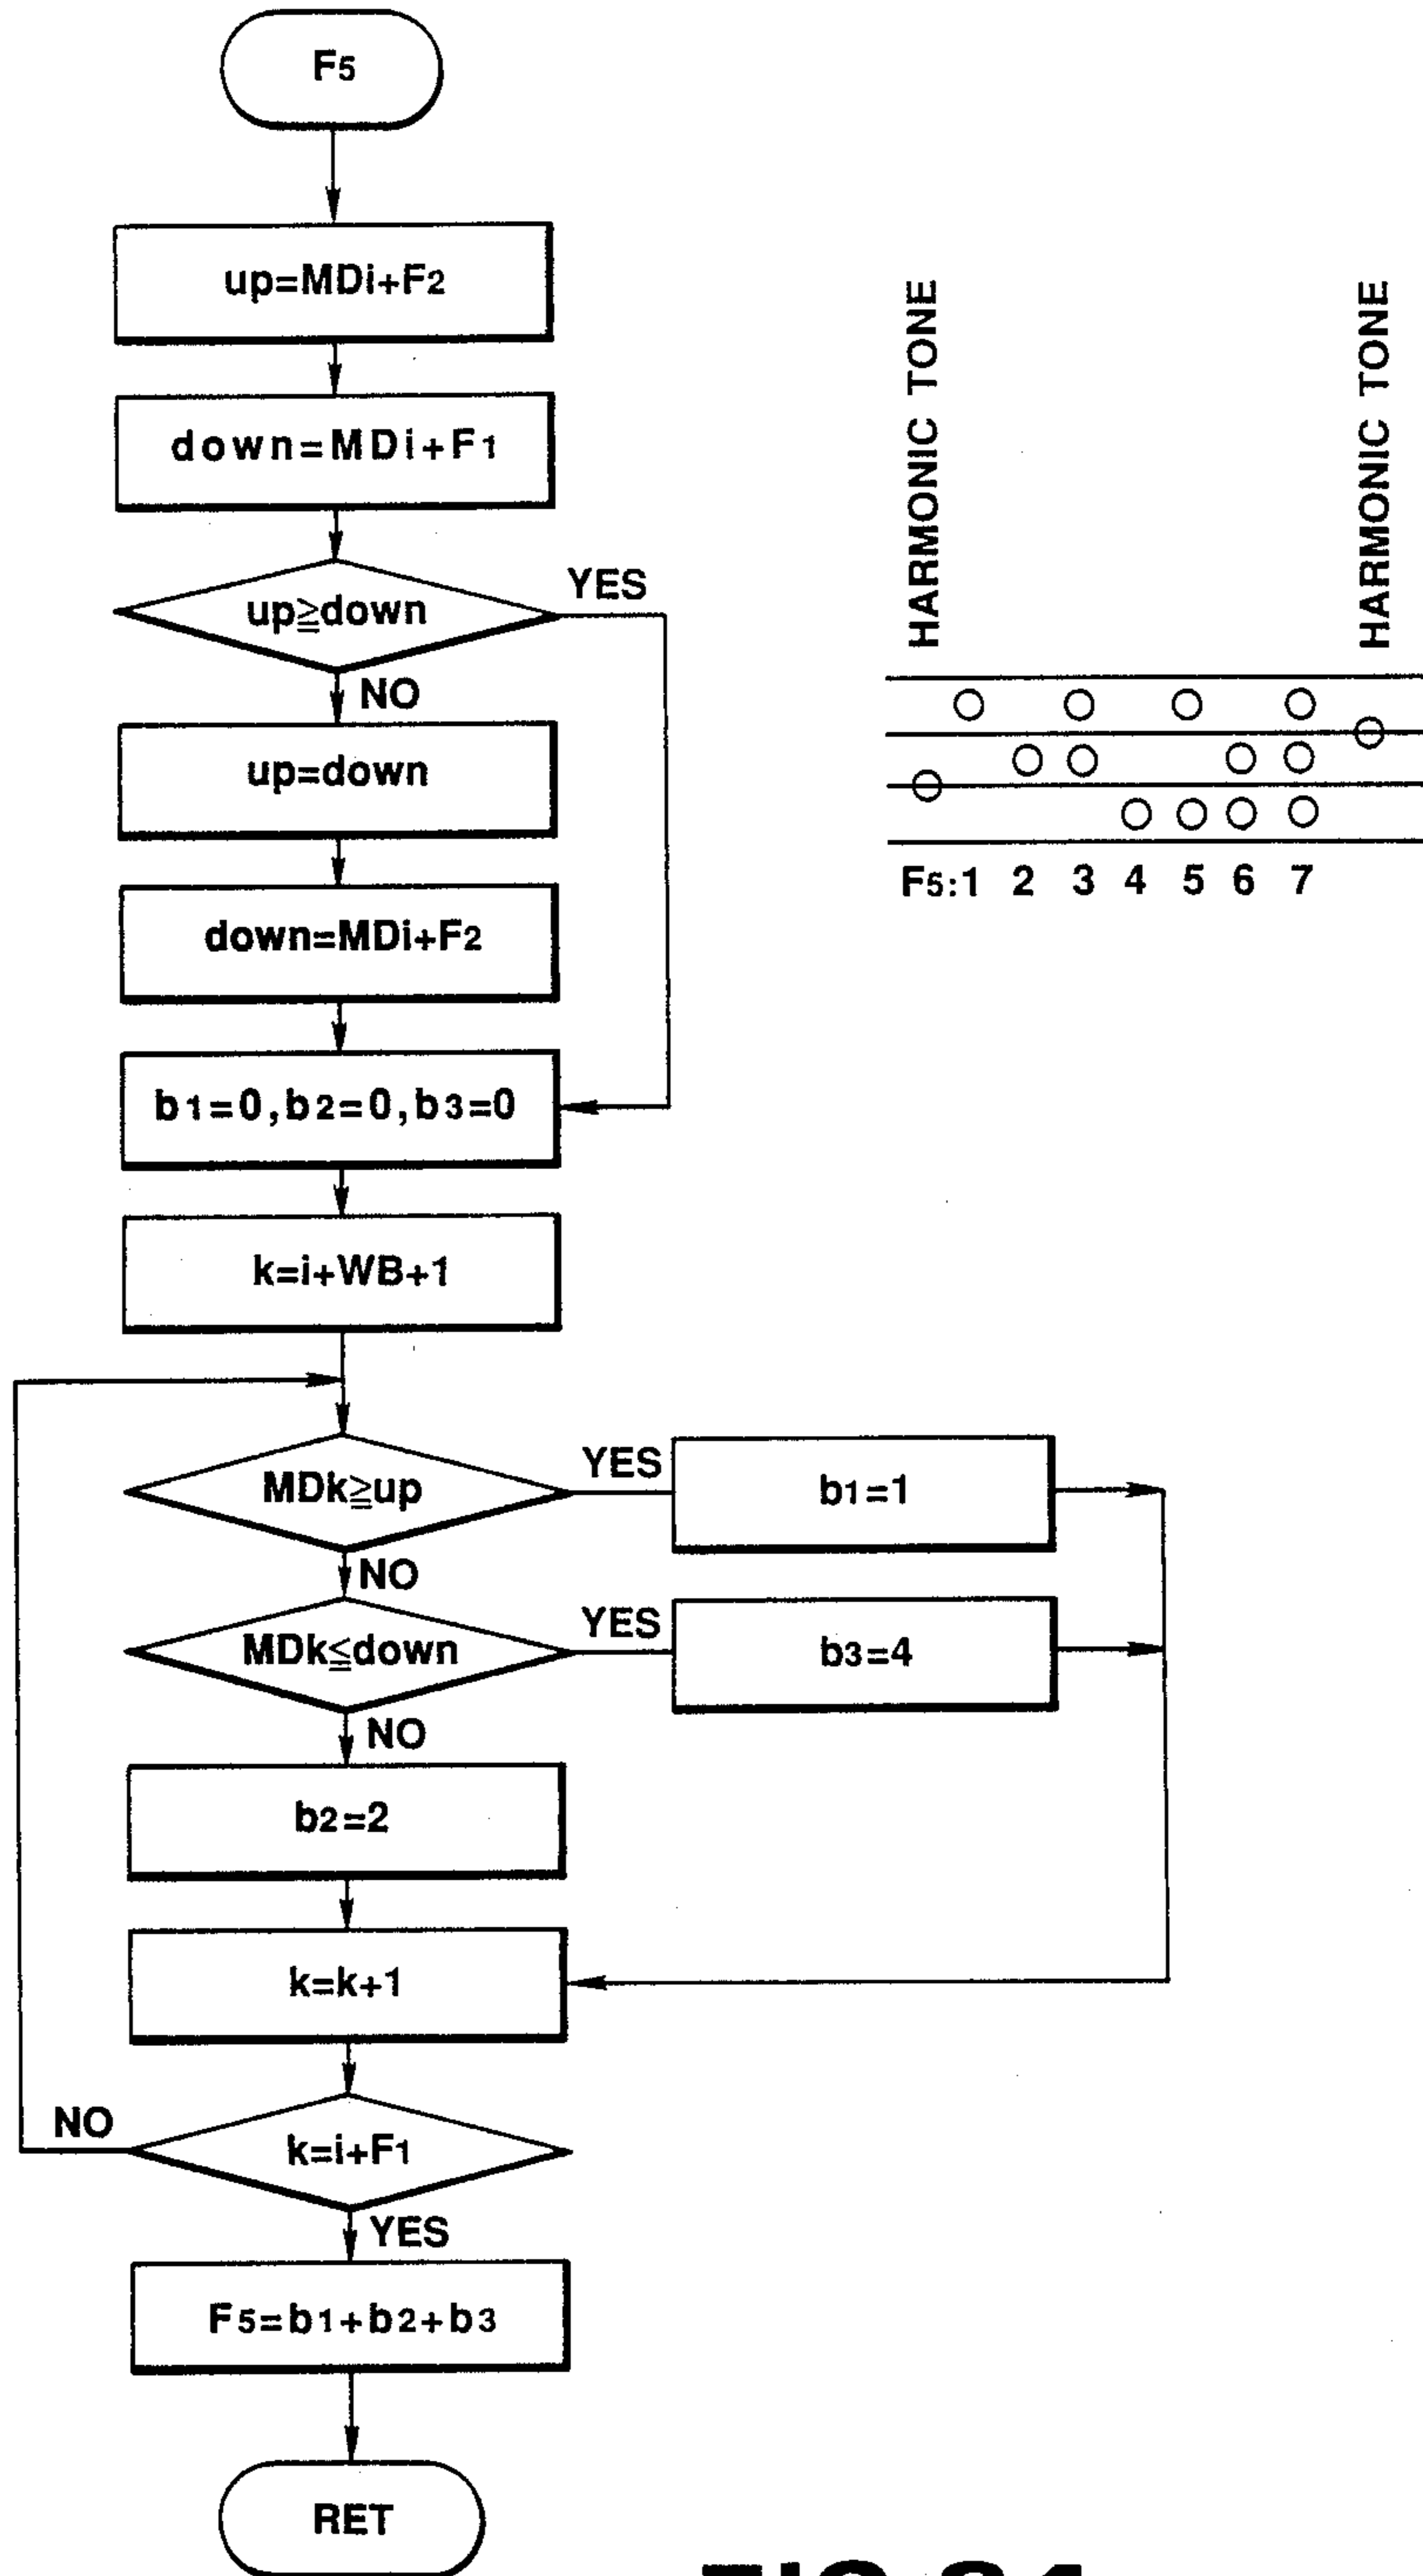 F5
up=MDi+F2
down=MDi+F1
up≧down
YES
NO
up=down
down=MDi+F2
b1=0,b2=0,b3=0
k=i+WB+1
MDk≧up
YES
b1=1
NO
MDk≦down
YES
b3=4
NO
b2=2
k=k+1
k=i+F1
NO
YES
F5=b1+b2+b3
RET
HARMONIC TONE
HARMONIC TONE
F5:1 2 3 4 5 6 7